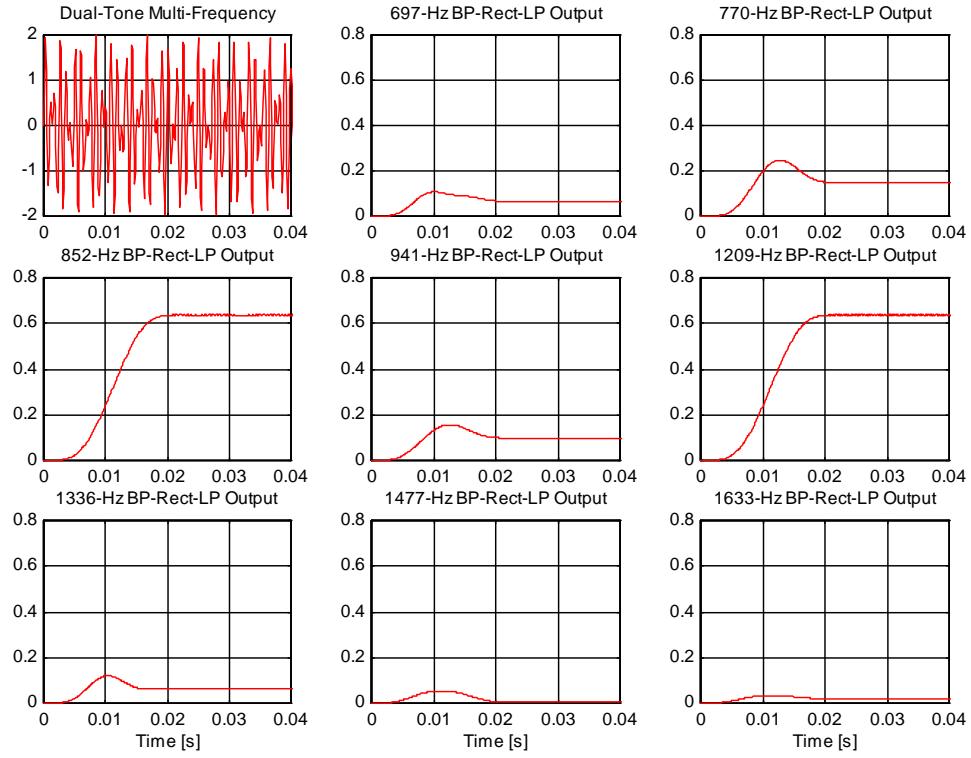 Dual-Tone Multi-Frequency
697-Hz BP-Rect-LP Output
770-Hz BP-Rect-LP Output
2
1
0
-1
-2
0 0.01 0.02 0.03 0.04
0.8
0.6
0.4
0.2
0
0 0.01 0.02 0.03 0.04
0.8
0.6
0.4
0.2
0
0 0.01 0.02 0.03 0.04
852-Hz BP-Rect-LP Output
941-Hz BP-Rect-LP Output
1209-Hz BP-Rect-LP Output
0.8
0.6
0.4
0.2
0
0 0.01 0.02 0.03 0.04
0.8
0.6
0.4
0.2
0
0 0.01 0.02 0.03 0.04
0.8
0.6
0.4
0.2
0
0 0.01 0.02 0.03 0.04
1336-Hz BP-Rect-LP Output
1477-Hz BP-Rect-LP Output
1633-Hz BP-Rect-LP Output
0.8
0.6
0.4
0.2
0
0 0.01 0.02 0.03 0.04
Time [s]
0.8
0.6
0.4
0.2
0
0 0.01 0.02 0.03 0.04
Time [s]
0.8
0.6
0.4
0.2
0
0 0.01 0.02 0.03 0.04
Time [s]